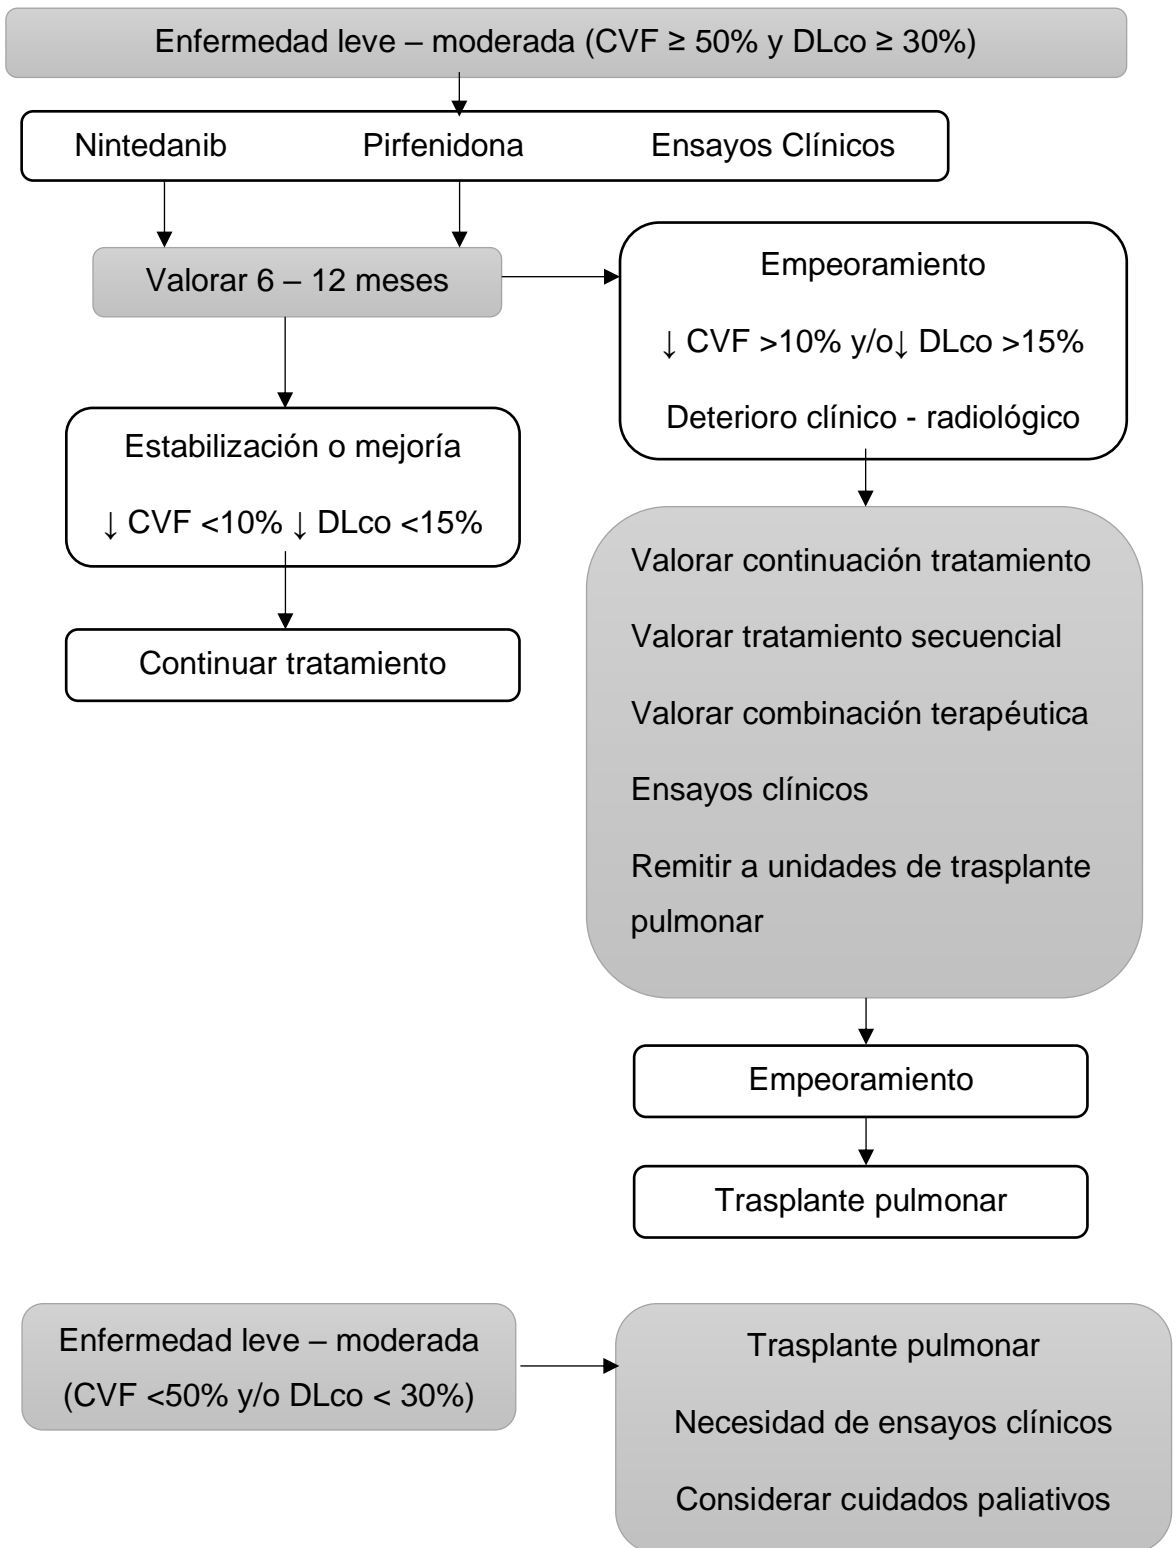 Enfermedad leve – moderada (CVF ≥ 50% y DLco ≥ 30%)
Nintedanib Pirfenidona Ensayos Clínicos
Valorar 6 – 12 meses
Empeoramiento
↓ CVF >10% y/o↓ DLco >15%
Deterioro clínico - radiológico
Estabilización o mejoría
↓ CVF <10% ↓ DLco <15%
Continuar tratamiento
Valorar continuación tratamiento
Valorar tratamiento secuencial
Valorar combinación terapéutica
Ensayos clínicos
Remitir a unidades de trasplante
pulmonar
Empeoramiento
Trasplante pulmonar
Enfermedad leve – moderada
(CVF <50% y/o DLco < 30%)
Trasplante pulmonar
Necesidad de ensayos clínicos
Considerar cuidados paliativos